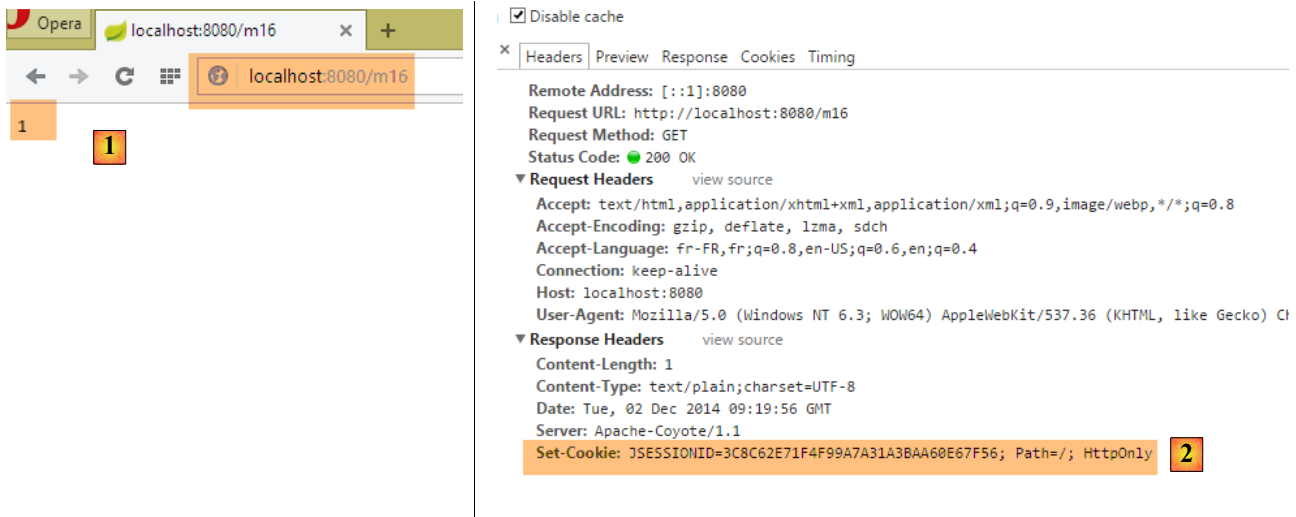 Opera
localhost:8080/m16
localhost:8080/m16
1
1
Disable cache
Headers Preview Response Cookies Timing
Remote Address: [::1]:8080
Request URL: http://localhost:8080/m16
Request Method: GET
Status Code: 200 OK
Request Headers view source
Accept: text/html,application/xhtml+xml,application/xml;q=0.9,image/webp,*/*;q=0.8
Accept-Encoding: gzip, deflate, lzma, sdch
Accept-Language: fr-FR,fr;q=0.8,en-US;q=0.6,en;q=0.4
Connection: keep-alive
Host: localhost:8080
User-Agent: Mozilla/5.0 (Windows NT 6.3; WOW64) AppleWebKit/537.36 (KHTML, like Gecko) Ch
Response Headers view source
Content-Length: 1
Content-Type: text/plain;charset=UTF-8
Date: Tue, 02 Dec 2014 09:19:56 GMT
Server: Apache-Coyote/1.1
Set-Cookie: JSESSIONID=3C8C62E71F4F99A7A31A3BAA60E67F56; Path=/; HttpOnly
2